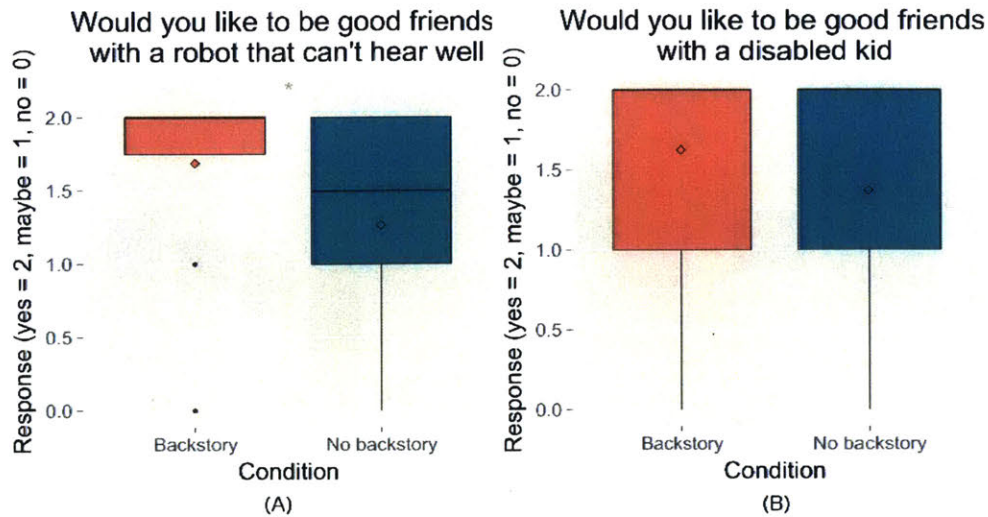 Would you like to be good friends
with a robot that can't hear well
Response (yes = 2, maybe = 1, no = 0)
*
2.0
1.5
1.0
0.5
0.0
Backstory
No backstory
Condition
(A)
Would you like to be good friends
with a disabled kid
Response (yes = 2, maybe = 1, no = 0)
2.0
1.5
1.0
0.5
0.0
Backstory
No backstory
Condition
(B)